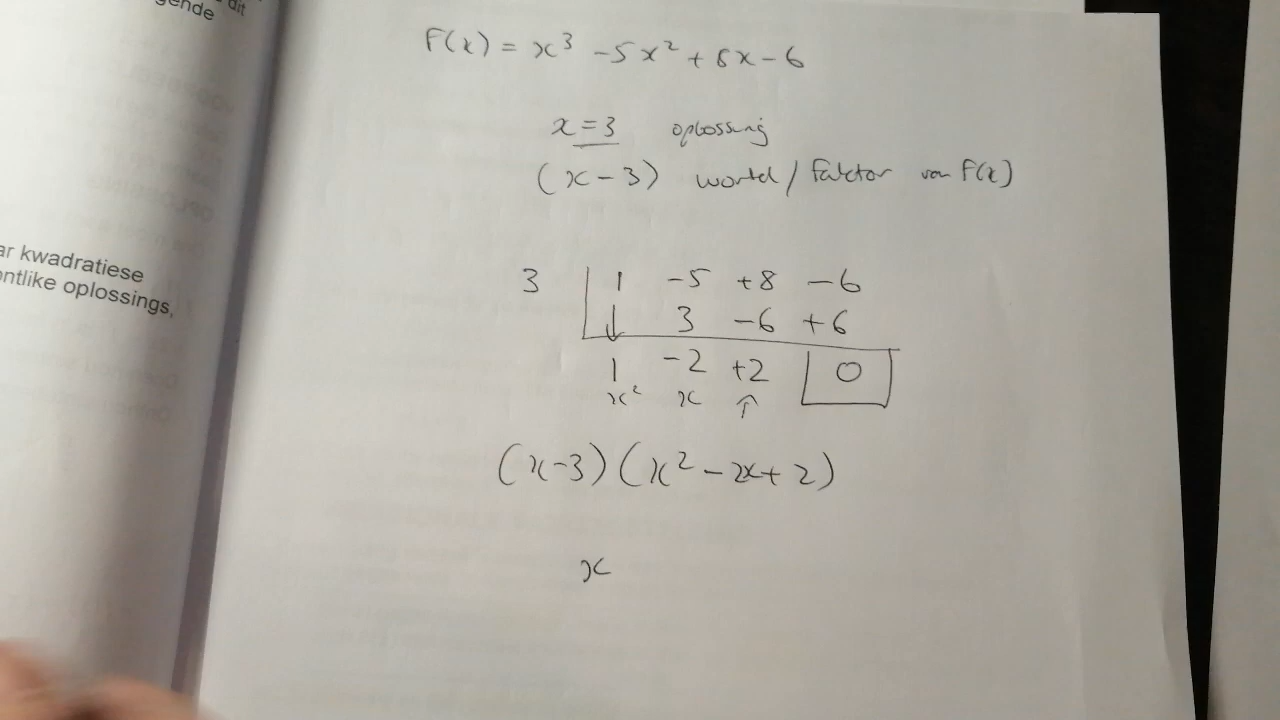 dit
gende
ar kwadratiese
ontlike oplossings,
F(x) = x³ - 5x² + 8x - 6
x = 3 oplossing
(x - 3) wortel / faktor van F(x)
3 1 -5 +8 -6
↓ 3 -6 +6
1 -2 +2 0
x² x ↑
(x-3)(x² - 2x + 2)
x